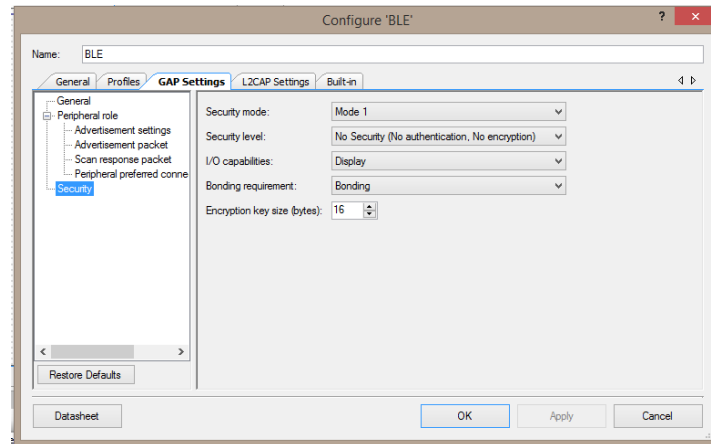 Configure 'BLE'
? ×
Name: BLE
General Profiles GAP Settings L2CAP Settings Built-in
General
Peripheral role
Advertisement settings
Advertisement packet
Scan response packet
Peripheral preferred conne
Security
Security mode: Mode 1
Security level: No Security (No authentication, No encryption)
I/O capabilities: Display
Bonding requirement: Bonding
Encryption key size (bytes): 16
Restore Defaults
Datasheet OK Apply Cancel